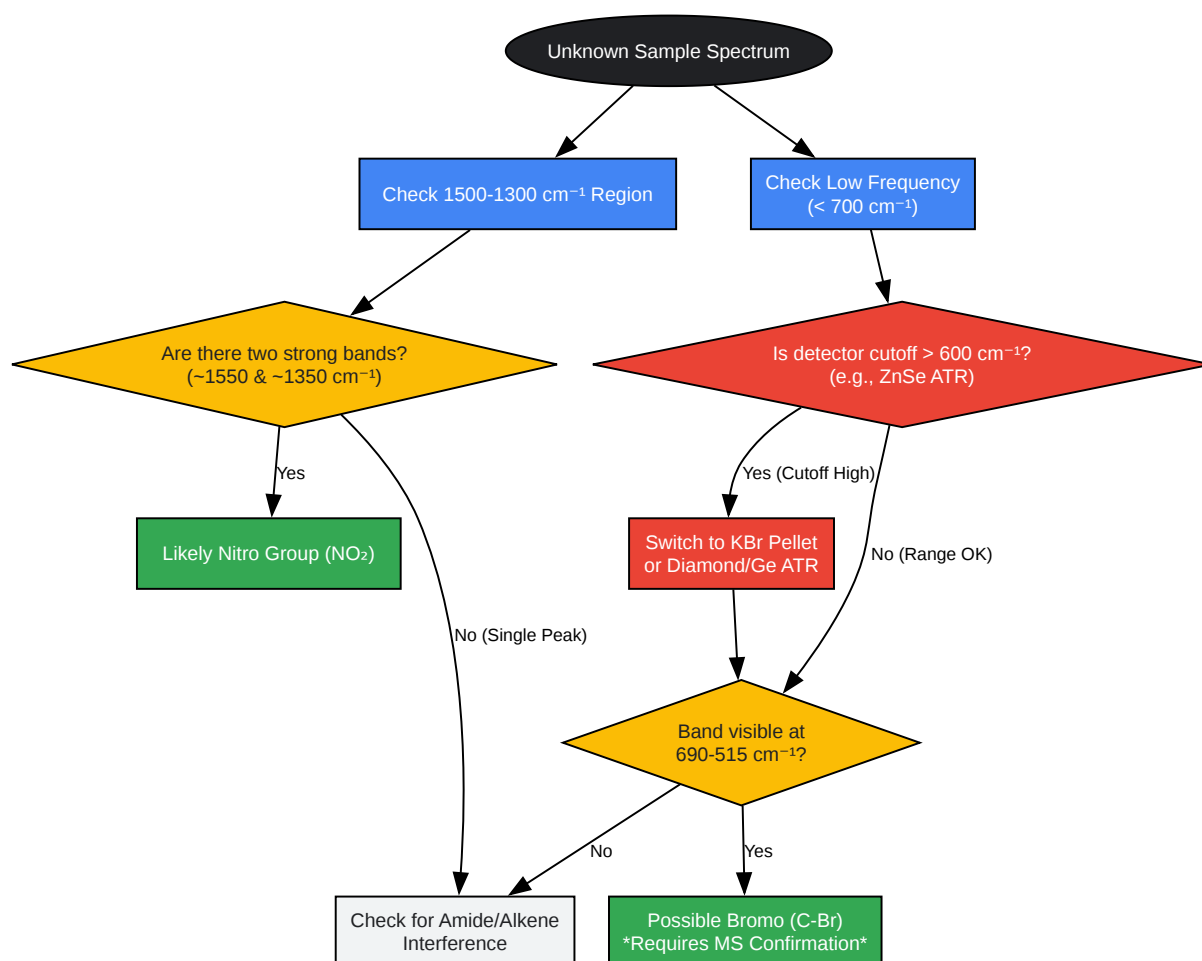 Unknown Sample Spectrum
Check 1500-1300 cm⁻¹ Region
Check Low Frequency
(< 700 cm⁻¹)
Are there two strong bands?
(~1550 & ~1350 cm⁻¹)
Is detector cutoff > 600 cm⁻¹?
(e.g., ZnSe ATR)
Yes
Yes (Cutoff High)
Likely Nitro Group (NO₂)
Switch to KBr Pellet
or Diamond/Ge ATR
No (Range OK)
No (Single Peak)
Band visible at
690-515 cm⁻¹?
No
Yes
Check for Amide/Alkene
Interference
Possible Bromo (C-Br)
*Requires MS Confirmation*